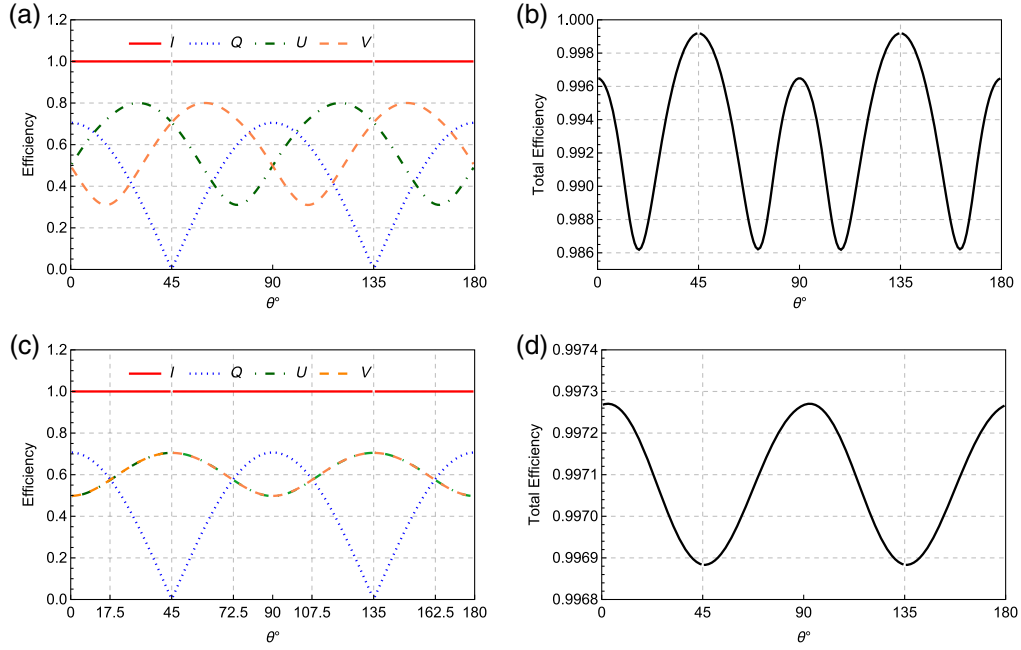 (a)
1.2
1.0
0.8
0.6
0.4
0.2
0.0
Efficiency
I Q U V
0 45 90 135 180
θ°
(b)
1.000
0.998
0.996
0.994
0.992
0.990
0.988
0.986
Total Efficiency
0 45 90 135 180
θ°
(c)
1.2
1.0
0.8
0.6
0.4
0.2
0.0
Efficiency
I Q U V
0 17.5 45 72.5 90 107.5 135 162.5 180
θ°
(d)
0.9974
0.9973
0.9972
0.9971
0.9970
0.9969
0.9968
Total Efficiency
0 45 90 135 180
θ°